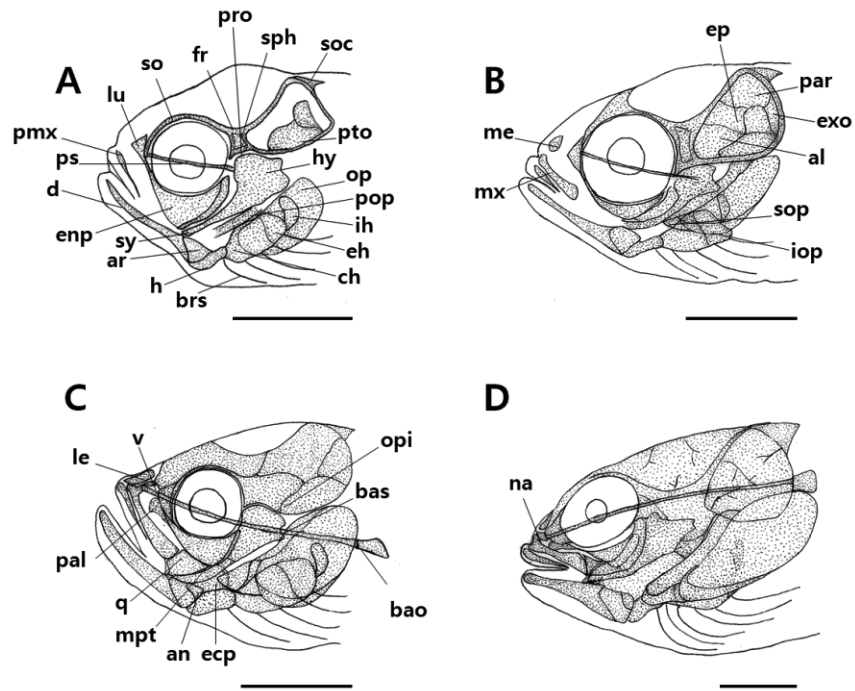 A
pro
sph
fr
soc
so
lu
pmx
ps
d
enp
sy
ar
h
brs
pto
hy
op
pop
ih
eh
ch
B
ep
par
exo
al
me
mx
sop
iop
C
v
le
opi
bas
pal
q
mpt
an
ecp
bao
D
na